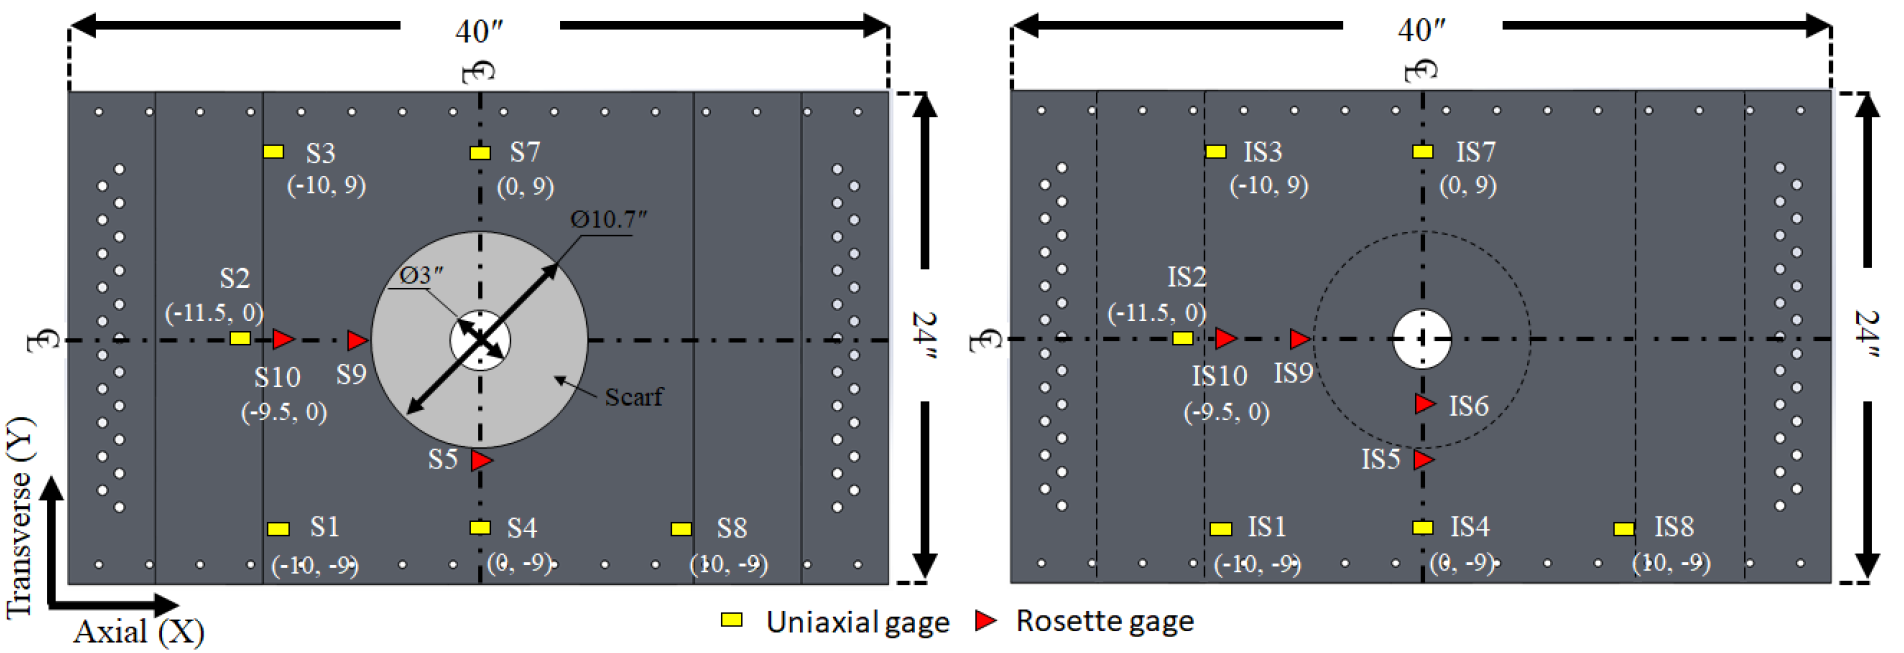 40″
℄
S3
(-10, 9)
S7
(0, 9)
Ø10.7″
Ø3″
S2
(-11.5, 0)
℄
S10
(-9.5, 0)
S9
Scarf
S5
S1
(-10, -9)
S4
(0, -9)
S8
(10, -9)
24″
Transverse (Y)
Axial (X)
40″
℄
IS3
(-10, 9)
IS7
(0, 9)
IS2
(-11.5, 0)
℄
IS10
(-9.5, 0)
IS9
IS6
IS5
IS1
(-10, -9)
IS4
(0, -9)
IS8
(10, -9)
24″
Uniaxial gage
Rosette gage